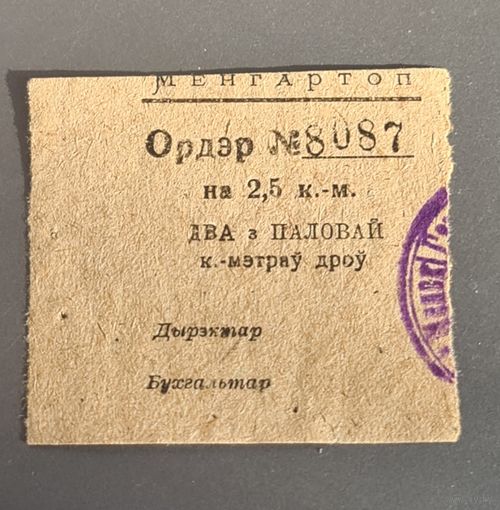 МЕНГАРТОП
Ордэр №8087
на 2,5 к.-м.
ДВА з ПАЛОВАЙ
к.-мэтраў дроў
Дырэктар
Бухгальтар